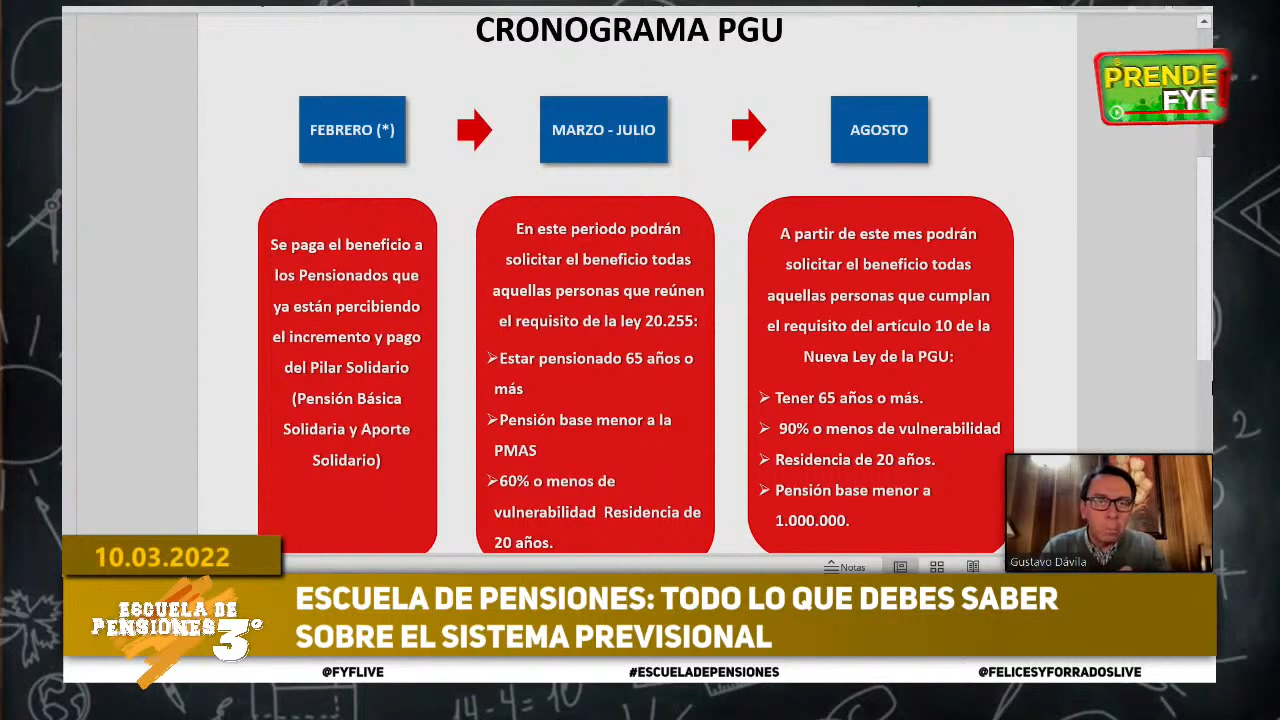 CRONOGRAMA PGU
PRENDE
FYF
FEBRERO (*)
MARZO - JULIO
AGOSTO
Se paga el beneficio a
los Pensionados que
ya están percibiendo
el incremento y pago
del Pilar Solidario
(Pensión Básica
Solidaria y Aporte
Solidario)
En este periodo podrán
solicitar el beneficio todas
aquellas personas que reúnen
el requisito de la ley 20.255:
➢Estar pensionado 65 años o
más
➢Pensión base menor a la
PMAS
➢60% o menos de
vulnerabilidad Residencia de
20 años.
A partir de este mes podrán
solicitar el beneficio todas
aquellas personas que cumplan
el requisito del artículo 10 de la
Nueva Ley de la PGU:
➢ Tener 65 años o más.
➢ 90% o menos de vulnerabilidad
➢ Residencia de 20 años.
➢ Pensión base menor a
1.000.000.
Gustavo Dávila
Notas
10.03.2022
ESCUELA DE
PENSIONES 3°
ESCUELA DE PENSIONES: TODO LO QUE DEBES SABER
SOBRE EL SISTEMA PREVISIONAL
@FYFLIVE
#ESCUELADEPENSIONES
@FELICESYFORRADOSLIVE
14-4=10